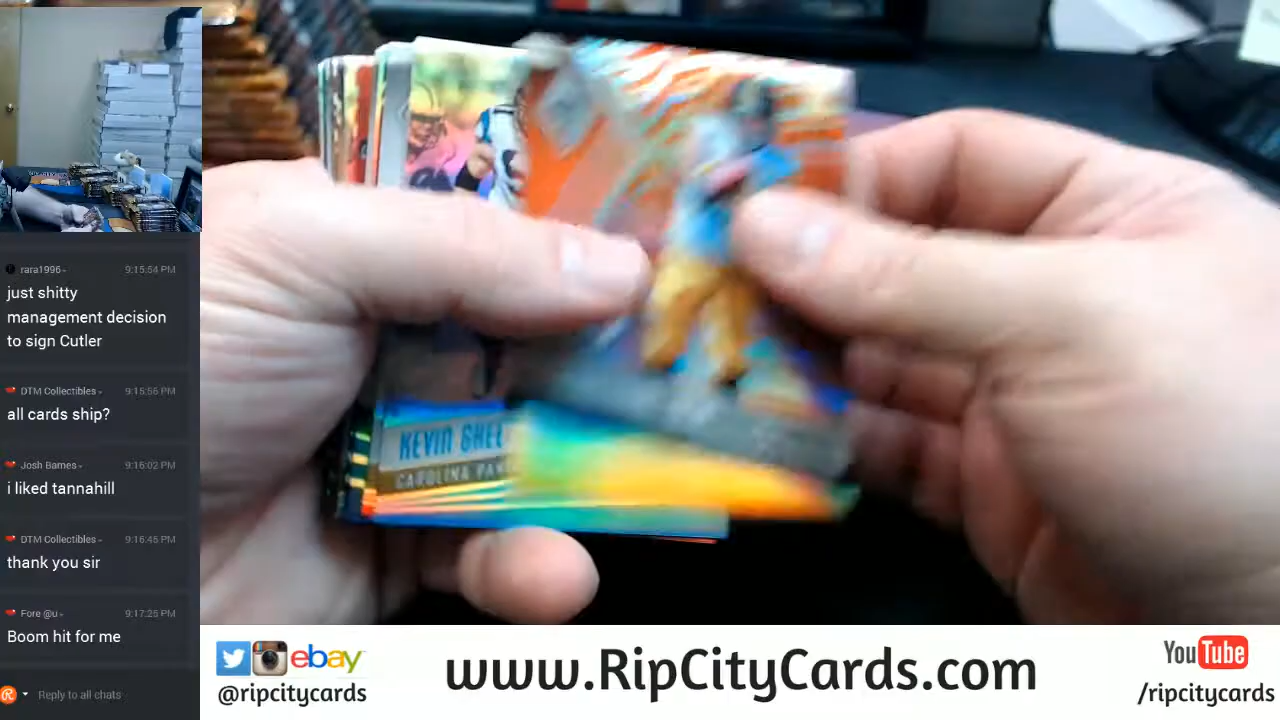 rara1996
9:15:54 PM
just shitty
management decision
to sign Cutler
DTM Collectibles
9:15:56 PM
all cards ship?
Josh Barnes
9:16:02 PM
i liked tannahill
DTM Collectibles
9:16:45 PM
thank you sir
Fore @u
9:17:25 PM
Boom hit for me
Reply to all chats
KEVIN GREE
CAROLINA PAN
ebay
@ripcitycards
www.RipCityCards.com
YouTube
/ripcitycards